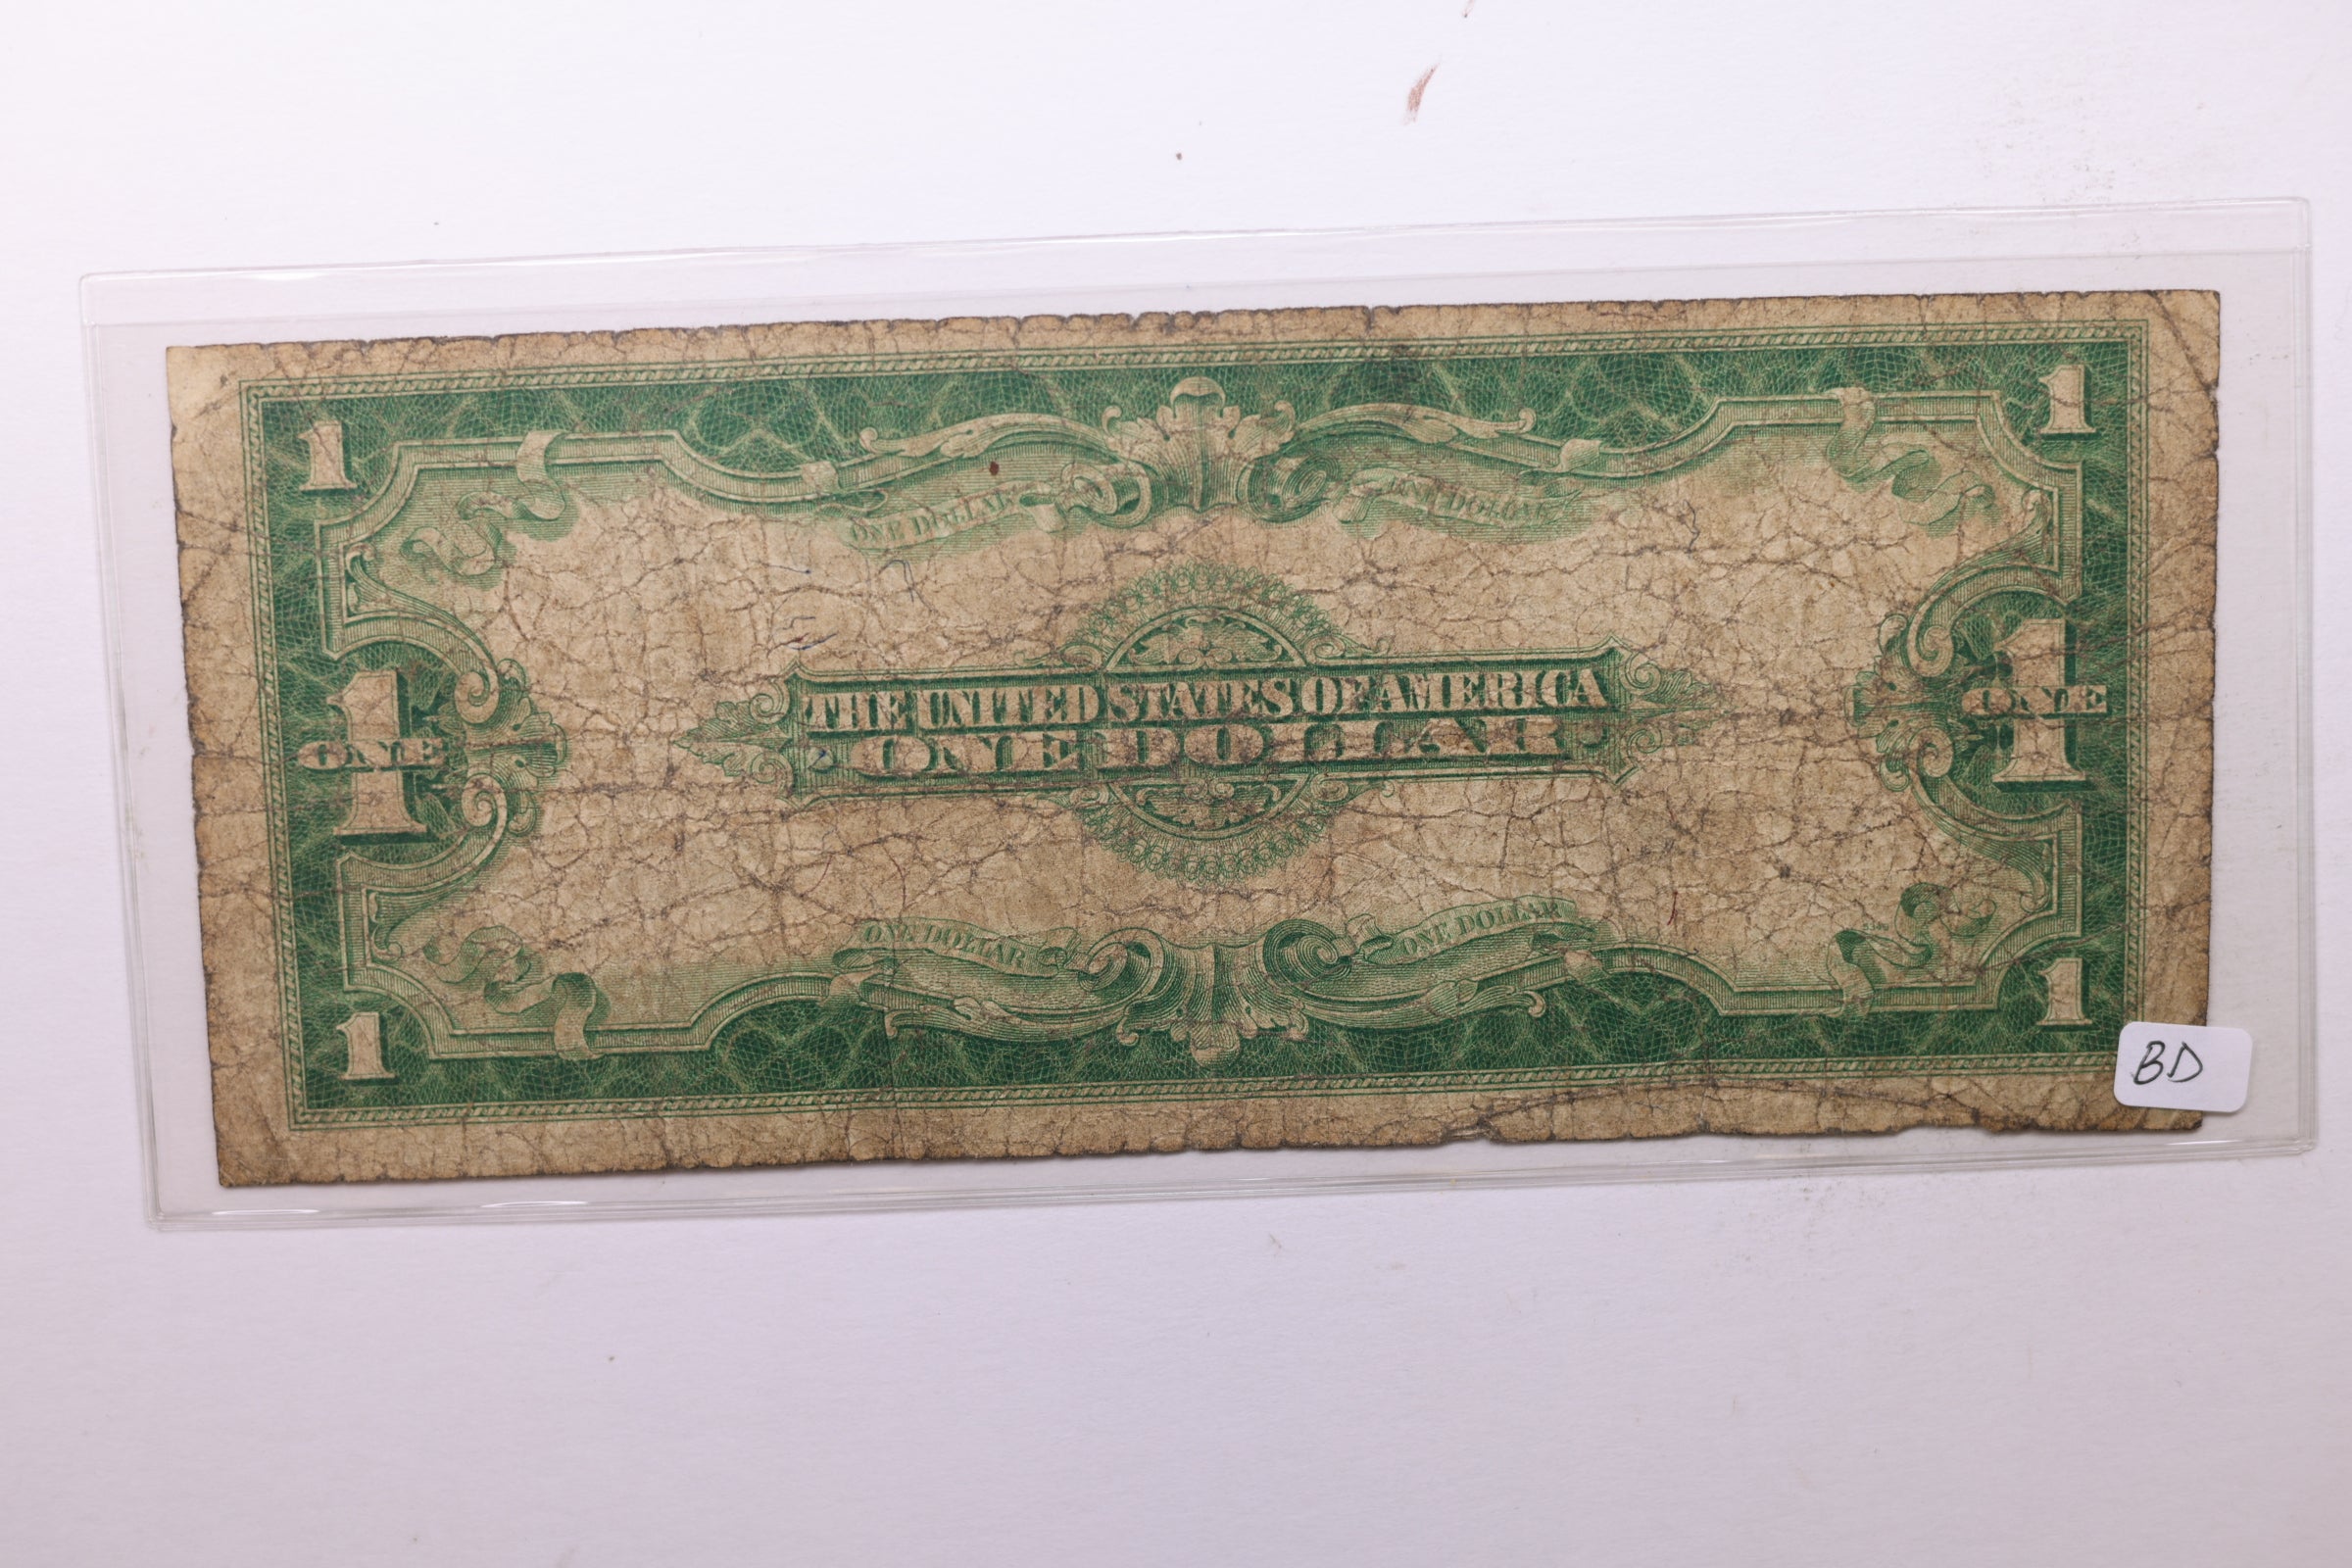 1 1
ONE DOLLAR ONE DOLLAR
THE UNITED STATES OF AMERICA
ONE DOLLAR
1 ONE 1 ONE
ONE DOLLAR ONE DOLLAR
1 1
BD